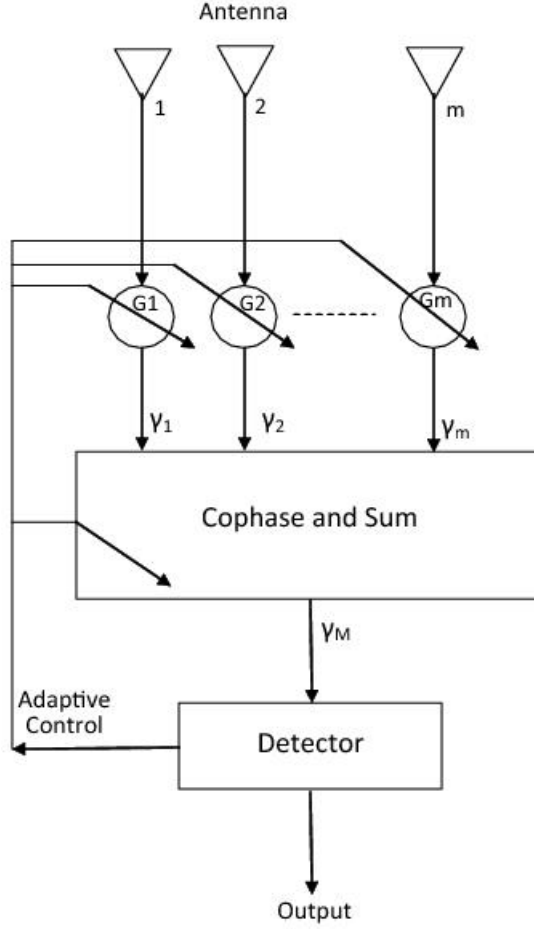 Antenna
1 2 m
G1 G2 Gm
γ1 γ2 γm
Cophase and Sum
γM
Adaptive
Control
Detector
Output